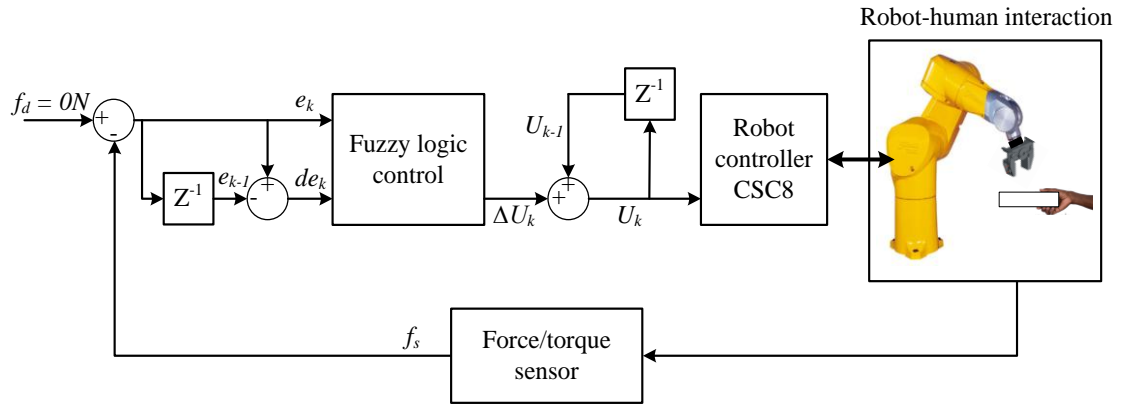 Robot-human interaction
f_d = 0N
+
-
e_k
Z^-1
e_k-1
+
-
de_k
Fuzzy logic
control
ΔU_k
U_k-1
+
+
Z^-1
U_k
Robot
controller
CSC8
f_s
Force/torque
sensor